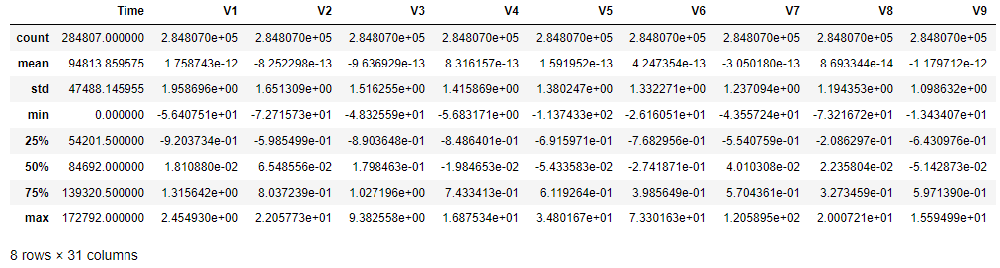 Time V1 V2 V3 V4 V5 V6 V7 V8 V9
count 284807.000000 2.848070e+05 2.848070e+05 2.848070e+05 2.848070e+05 2.848070e+05 2.848070e+05 2.848070e+05 2.848070e+05 2.848070e+05
mean 94813.859575 1.758743e-12 -8.252298e-13 -9.636929e-13 8.316157e-13 1.591952e-13 4.247354e-13 -3.050180e-13 8.693344e-14 -1.179712e-12
std 47488.145955 1.958696e+00 1.651309e+00 1.516255e+00 1.415869e+00 1.380247e+00 1.332271e+00 1.237094e+00 1.194353e+00 1.098632e+00
min 0.000000 -5.640751e+01 -7.271573e+01 -4.832559e+01 -5.683171e+00 -1.137433e+02 -2.616051e+01 -4.355724e+01 -7.321672e+01 -1.343407e+01
25% 54201.500000 -9.203734e-01 -5.985499e-01 -8.903648e-01 -8.486401e-01 -6.915971e-01 -7.682956e-01 -5.540759e-01 -2.086297e-01 -6.430976e-01
50% 84692.000000 1.810880e-02 6.548556e-02 1.798463e-01 -1.984653e-02 -5.433583e-02 -2.741871e-01 4.010308e-02 2.235804e-02 -5.142873e-02
75% 139320.500000 1.315642e+00 8.037239e-01 1.027196e+00 7.433413e-01 6.119264e-01 3.985649e-01 5.704361e-01 3.273459e-01 5.971390e-01
max 172792.000000 2.454930e+00 2.205773e+01 9.382558e+00 1.687534e+01 3.480167e+01 7.330163e+01 1.205895e+02 2.000721e+01 1.559499e+01
8 rows × 31 columns